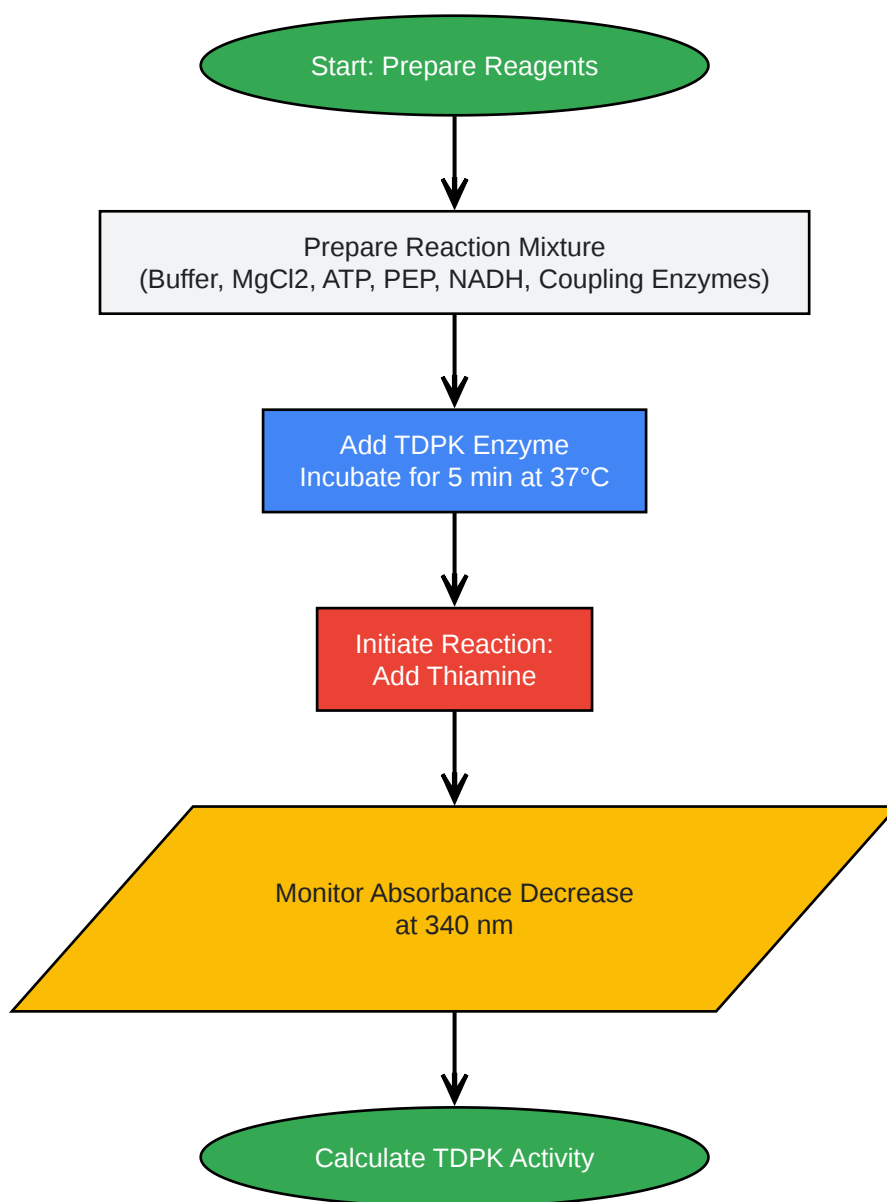 Start: Prepare Reagents
Prepare Reaction Mixture
(Buffer, MgCl2, ATP, PEP, NADH, Coupling Enzymes)
Add TDPK Enzyme
Incubate for 5 min at 37°C
Initiate Reaction:
Add Thiamine
Monitor Absorbance Decrease
at 340 nm
Calculate TDPK Activity